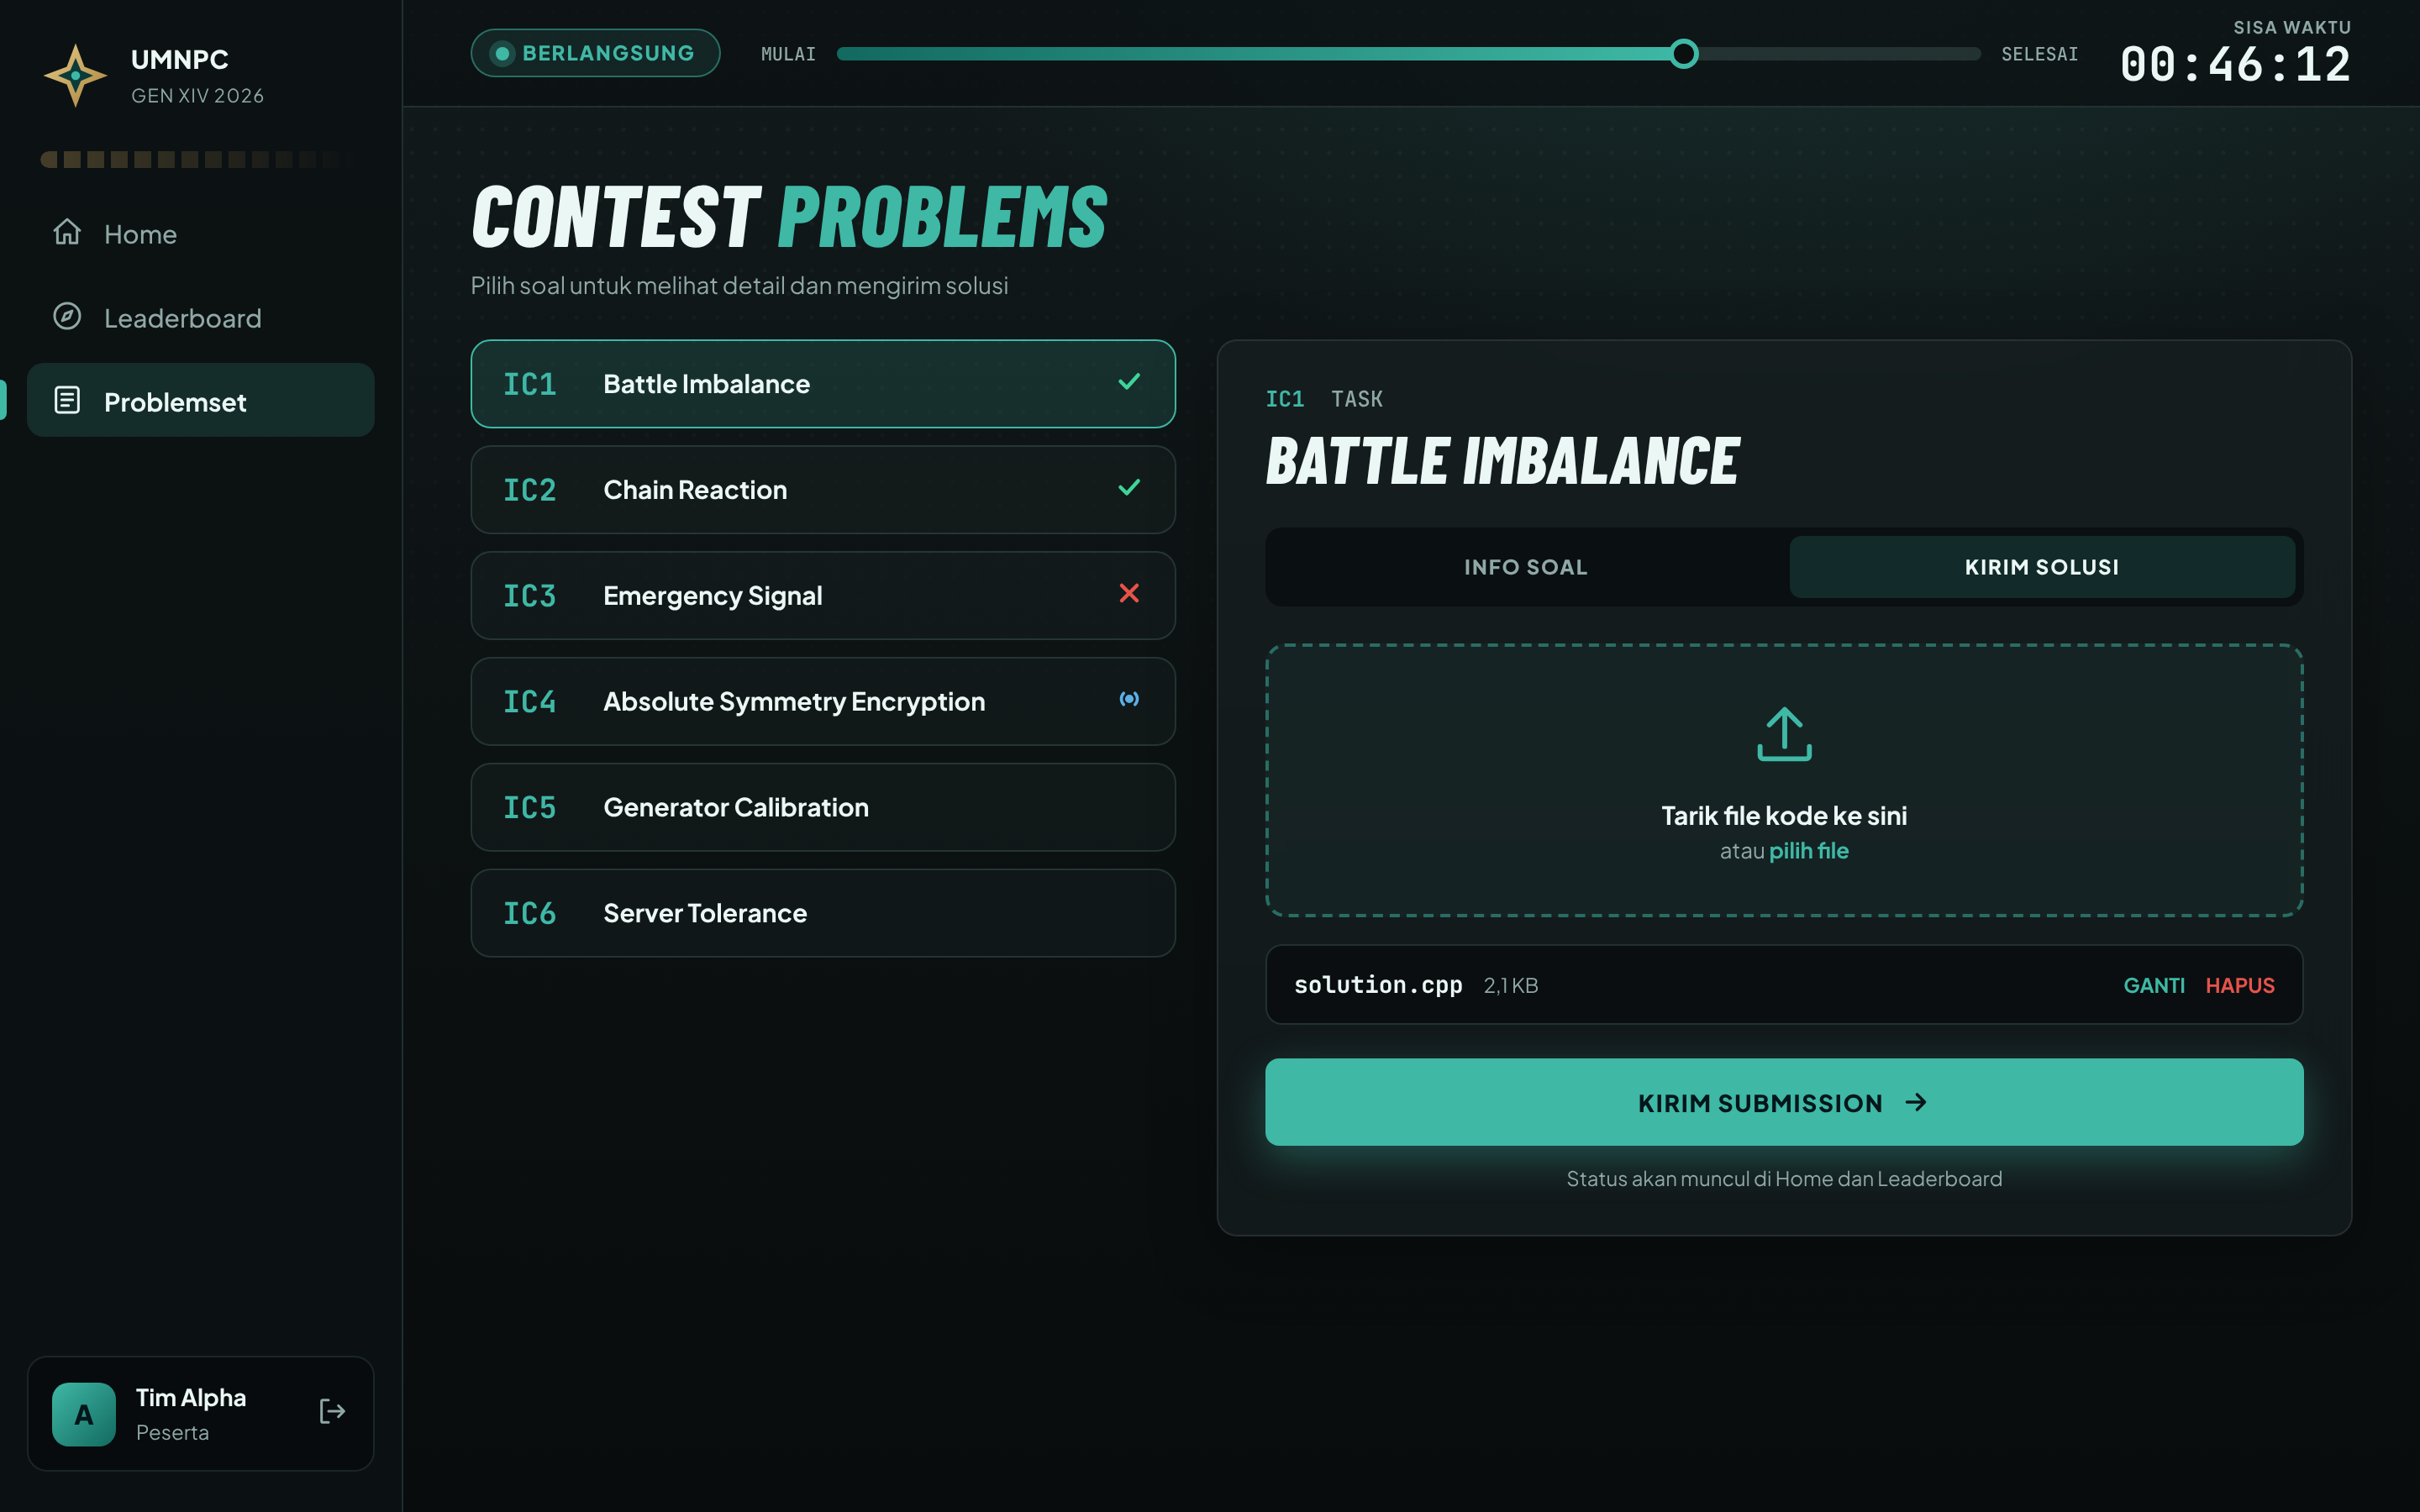 UMNPC
GEN XIV 2026
Home
Leaderboard
Problemset
A
Tim Alpha
Peserta
BERLANGSUNG
MULAI
SELESAI
SISA WAKTU
00:46:12
CONTEST PROBLEMS
Pilih soal untuk melihat detail dan mengirim solusi
IC1 Battle Imbalance
IC2 Chain Reaction
IC3 Emergency Signal
IC4 Absolute Symmetry Encryption
IC5 Generator Calibration
IC6 Server Tolerance
IC1 TASK
BATTLE IMBALANCE
INFO SOAL
KIRIM SOLUSI
Tarik file kode ke sini
atau pilih file
solution.cpp 2,1 KB
GANTI HAPUS
KIRIM SUBMISSION →
Status akan muncul di Home dan Leaderboard